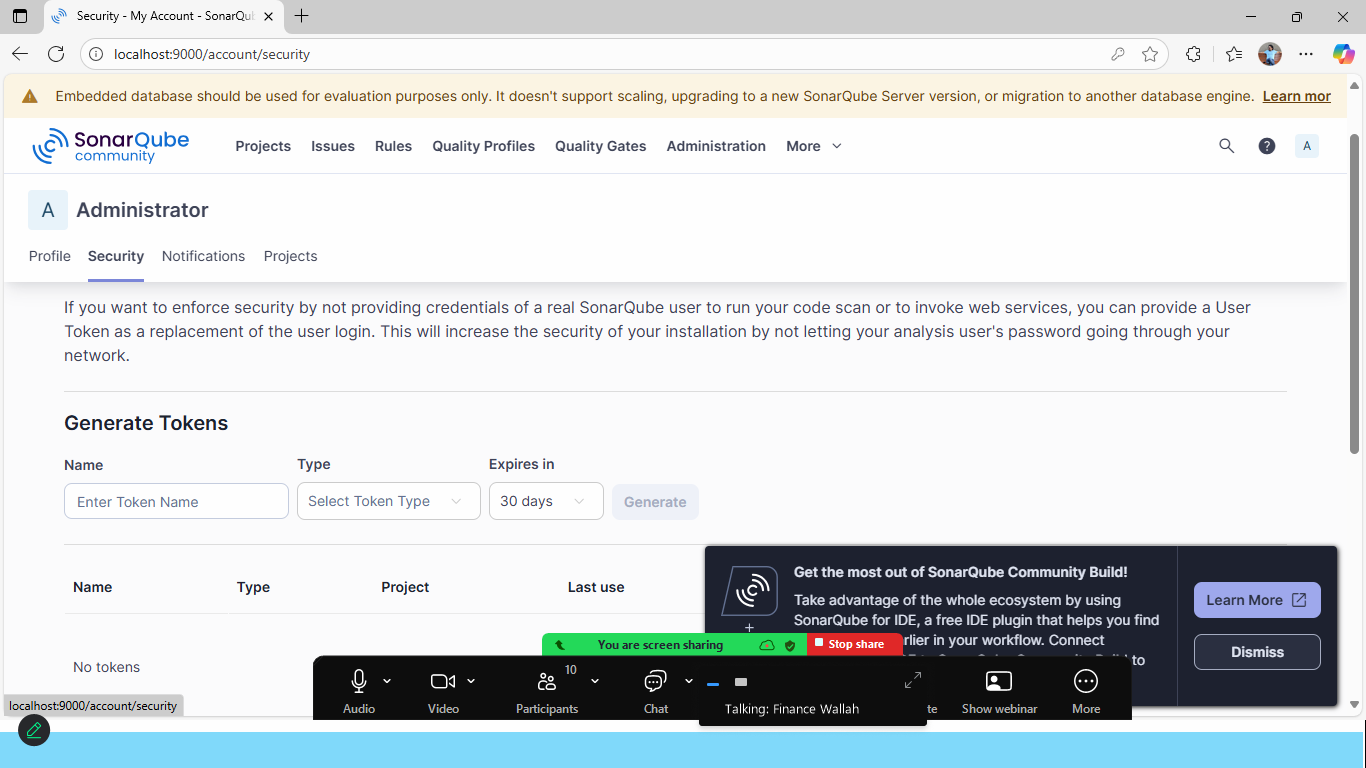 Security - My Account - SonarQu
localhost:9000/account/security
Embedded database should be used for evaluation purposes only. It doesn't support scaling, upgrading to a new SonarQube Server version, or migration to another database engine. Learn mor
SonarQube
community
Projects Issues Rules Quality Profiles Quality Gates Administration More
? A
A Administrator
Profile Security Notifications Projects
If you want to enforce security by not providing credentials of a real SonarQube user to run your code scan or to invoke web services, you can provide a User
Token as a replacement of the user login. This will increase the security of your installation by not letting your analysis user's password going through your
network.
Generate Tokens
Name Type Expires in
Enter Token Name Select Token Type 30 days Generate
Name Type Project Last use
No tokens
Get the most out of SonarQube Community Build!
Take advantage of the whole ecosystem by using
SonarQube for IDE, a free IDE plugin that helps you find
rlier in your workflow. Connect
to
Learn More
Dismiss
You are screen sharing Stop share
10
Audio Video Participants Chat te Show webinar More
Talking: Finance Wallah
localhost:9000/account/security